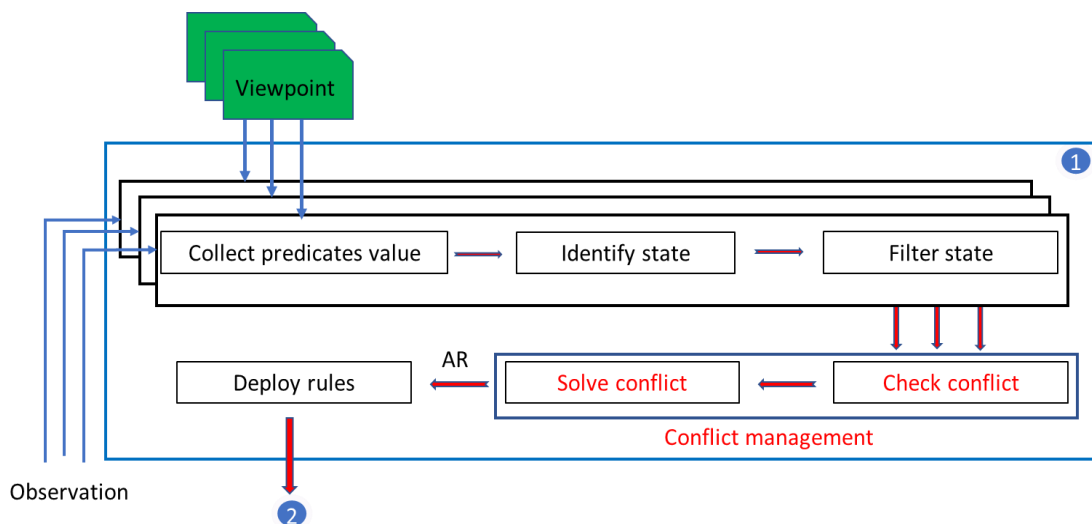 Viewpoint
1
Collect predicates value
Identify state
Filter state
AR
Deploy rules
Solve conflict
Check conflict
Conflict management
Observation
2